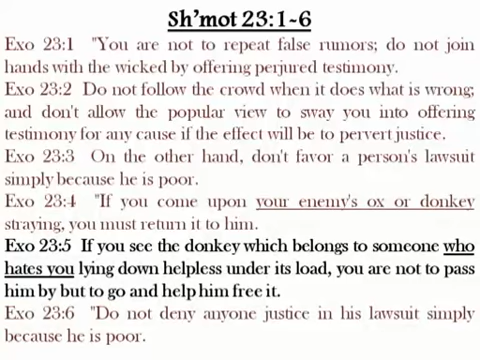 Sh'mot 23:1-6
Exo 23:1 "You are not to repeat false rumors; do not join
hands with the wicked by offering perjured testimony.
Exo 23:2 Do not follow the crowd when it does what is wrong;
and don't allow the popular view to sway you into offering
testimony for any cause if the effect will be to pervert justice.
Exo 23:3 On the other hand, don't favor a person's lawsuit
simply because he is poor.
Exo 23:4 "If you come upon your enemy's ox or donkey
straying, you must return it to him.
Exo 23:5 If you see the donkey which belongs to someone who
hates you lying down helpless under its load, you are not to pass
him by but to go and help him free it.
Exo 23:6 "Do not deny anyone justice in his lawsuit simply
because he is poor.